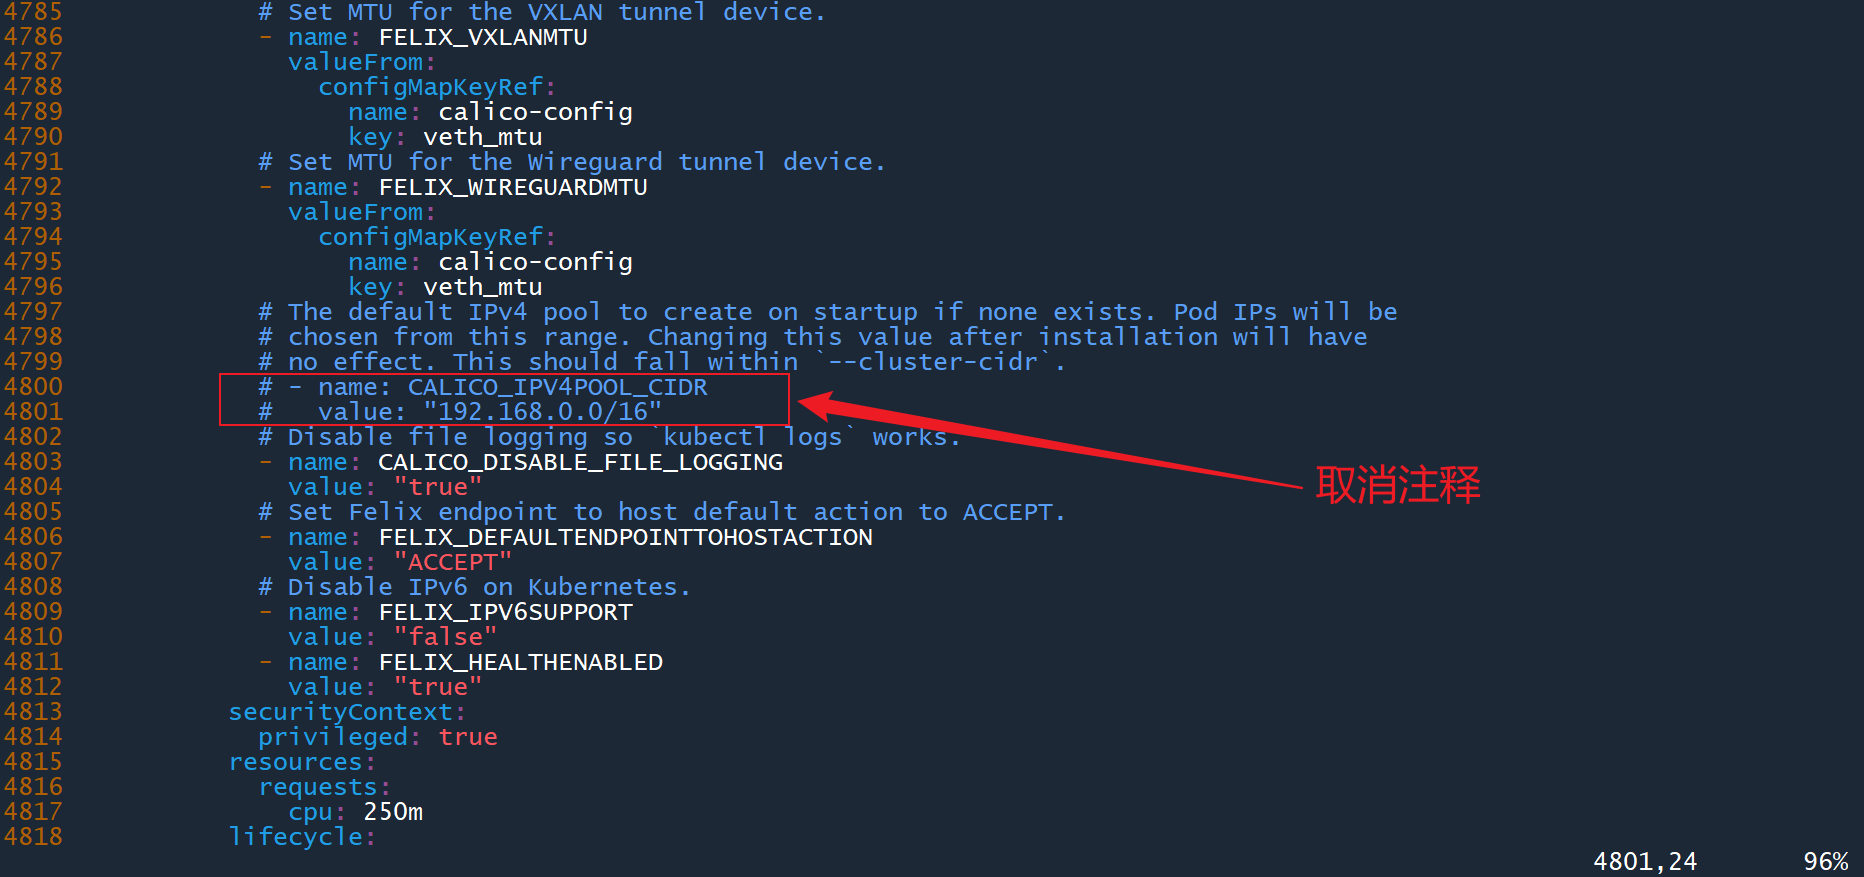 4785             # Set MTU for the VXLAN tunnel device.
4786             - name: FELIX_VXLANMTU
4787               valueFrom:
4788                 configMapKeyRef:
4789                   name: calico-config
4790                   key: veth_mtu
4791             # Set MTU for the Wireguard tunnel device.
4792             - name: FELIX_WIREGUARDMTU
4793               valueFrom:
4794                 configMapKeyRef:
4795                   name: calico-config
4796                   key: veth_mtu
4797             # The default IPv4 pool to create on startup if none exists. Pod IPs will be
4798             # chosen from this range. Changing this value after installation will have
4799             # no effect. This should fall within `--cluster-cidr`.
4800             # - name: CALICO_IPV4POOL_CIDR
4801             #   value: "192.168.0.0/16"
4802             # Disable file logging so `kubectl logs` works.
4803             - name: CALICO_DISABLE_FILE_LOGGING
4804               value: "true"
取消注释
4805             # Set Felix endpoint to host default action to ACCEPT.
4806             - name: FELIX_DEFAULTENDPOINTTOHOSTACTION
4807               value: "ACCEPT"
4808             # Disable IPv6 on Kubernetes.
4809             - name: FELIX_IPV6SUPPORT
4810               value: "false"
4811             - name: FELIX_HEALTHENABLED
4812               value: "true"
4813           securityContext:
4814             privileged: true
4815           resources:
4816             requests:
4817               cpu: 250m
4818           lifecycle:
4801,24 96%